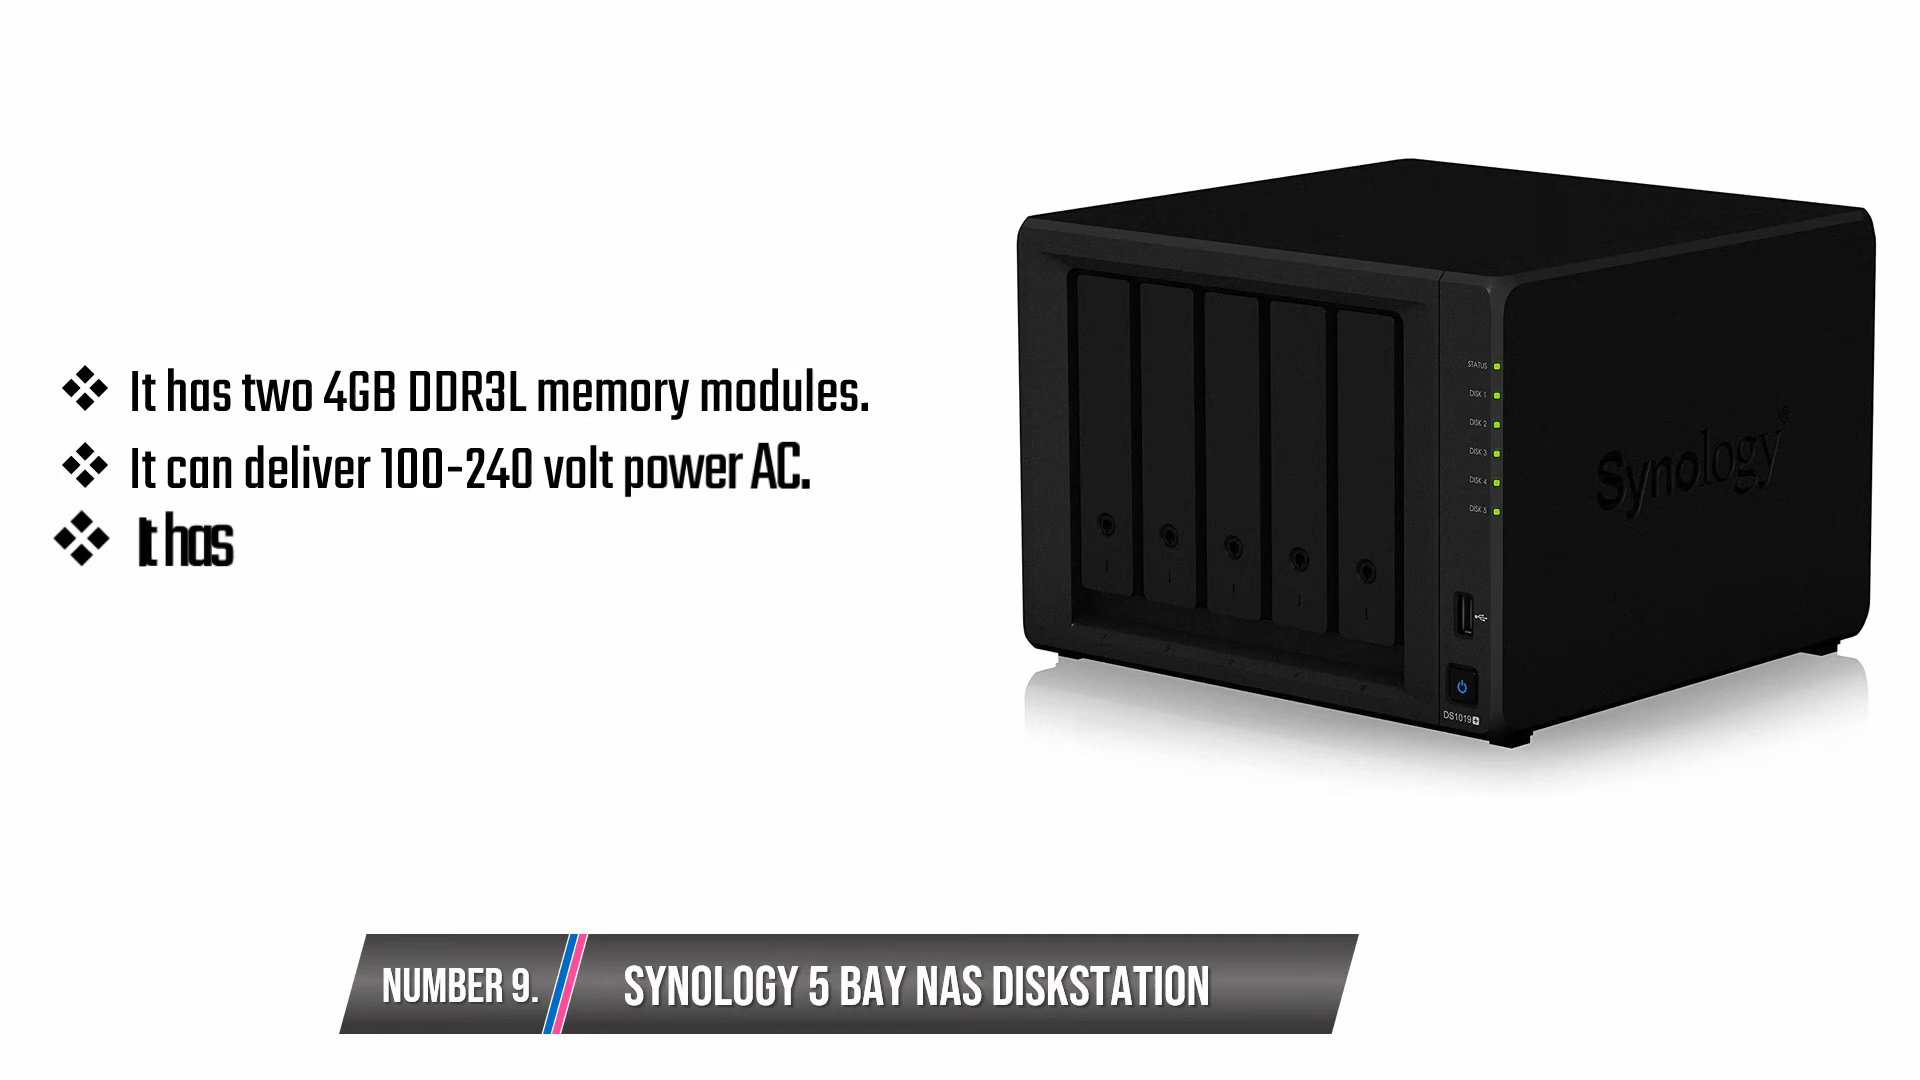 It has two 4GB DDR3L memory modules.
It can deliver 100-240 volt power AC.
It has
STATUS
DISK 1
DISK 2
DISK 3
DISK 4
DISK 5
Synology®
DS1019+
NUMBER 9.
SYNOLOGY 5 BAY NAS DISKSTATION